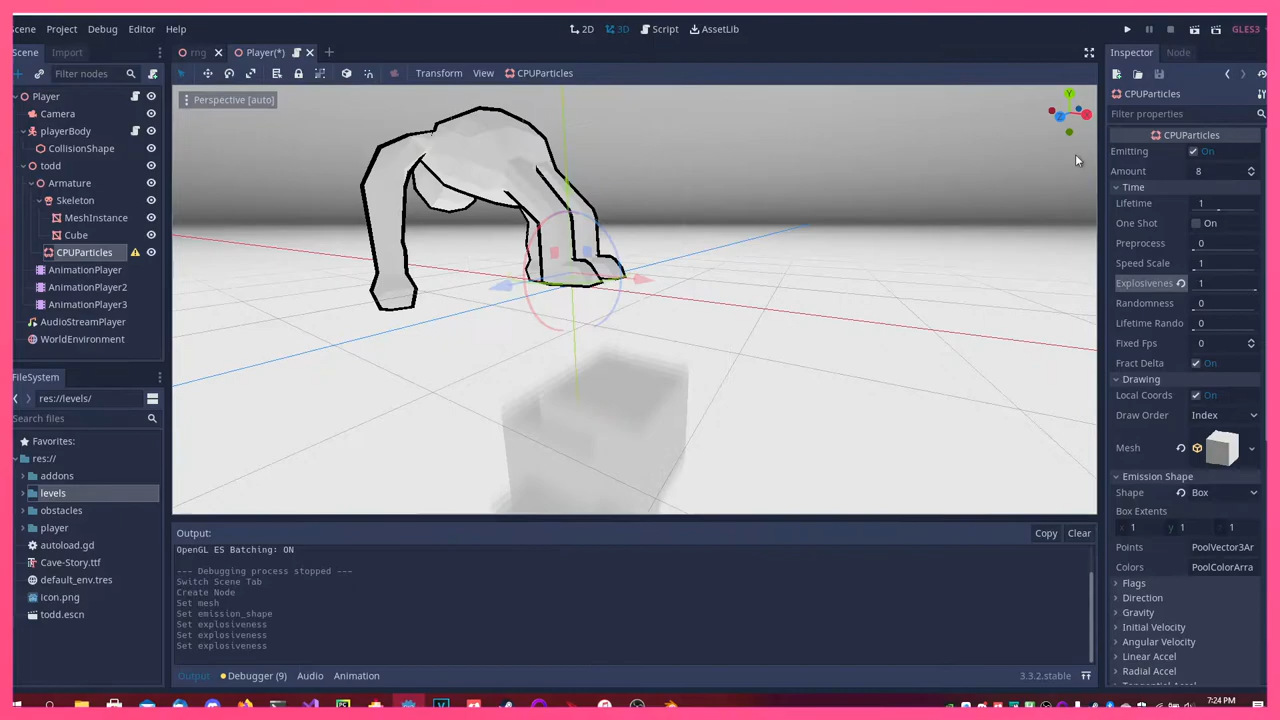 Scene Project Debug Editor Help
2D 3D Script AssetLib
GLES3
Scene Import
rng Player(*)
Inspector Node
Filter nodes
Transform View CPUParticles
Perspective [auto]
Y
Z
Player
Camera
playerBody
CollisionShape
todd
Armature
Skeleton
MeshInstance
Cube
CPUParticles
AnimationPlayer
AnimationPlayer2
AnimationPlayer3
AudioStreamPlayer
WorldEnvironment
FileSystem
res://levels/
Search files
Favorites:
res://
addons
levels
obstacles
player
autoload.gd
Cave-Story.ttf
default_env.tres
icon.png
todd.escn
Output:
Copy Clear
OpenGL ES Batching: ON
--- Debugging process stopped ---
Switch Scene Tab
Create Node
Set mesh
Set emission_shape
Set explosiveness
Set explosiveness
Set explosiveness
Output Debugger (9) Audio Animation
3.3.2.stable
CPUParticles
Filter properties
CPUParticles
Emitting On
Amount 8
Time
Lifetime 1
One Shot On
Preprocess 0
Speed Scale 1
Explosivenes 1
Randomness 0
Lifetime Rando 0
Fixed Fps 0
Fract Delta On
Drawing
Local Coords On
Draw Order Index
Mesh
Emission Shape
Shape Box
Box Extents
x 1 y 1 z 1
Points PoolVector3Ar
Colors PoolColorArra
Flags
Direction
Gravity
Initial Velocity
Angular Velocity
Linear Accel
Radial Accel
7:24 PM